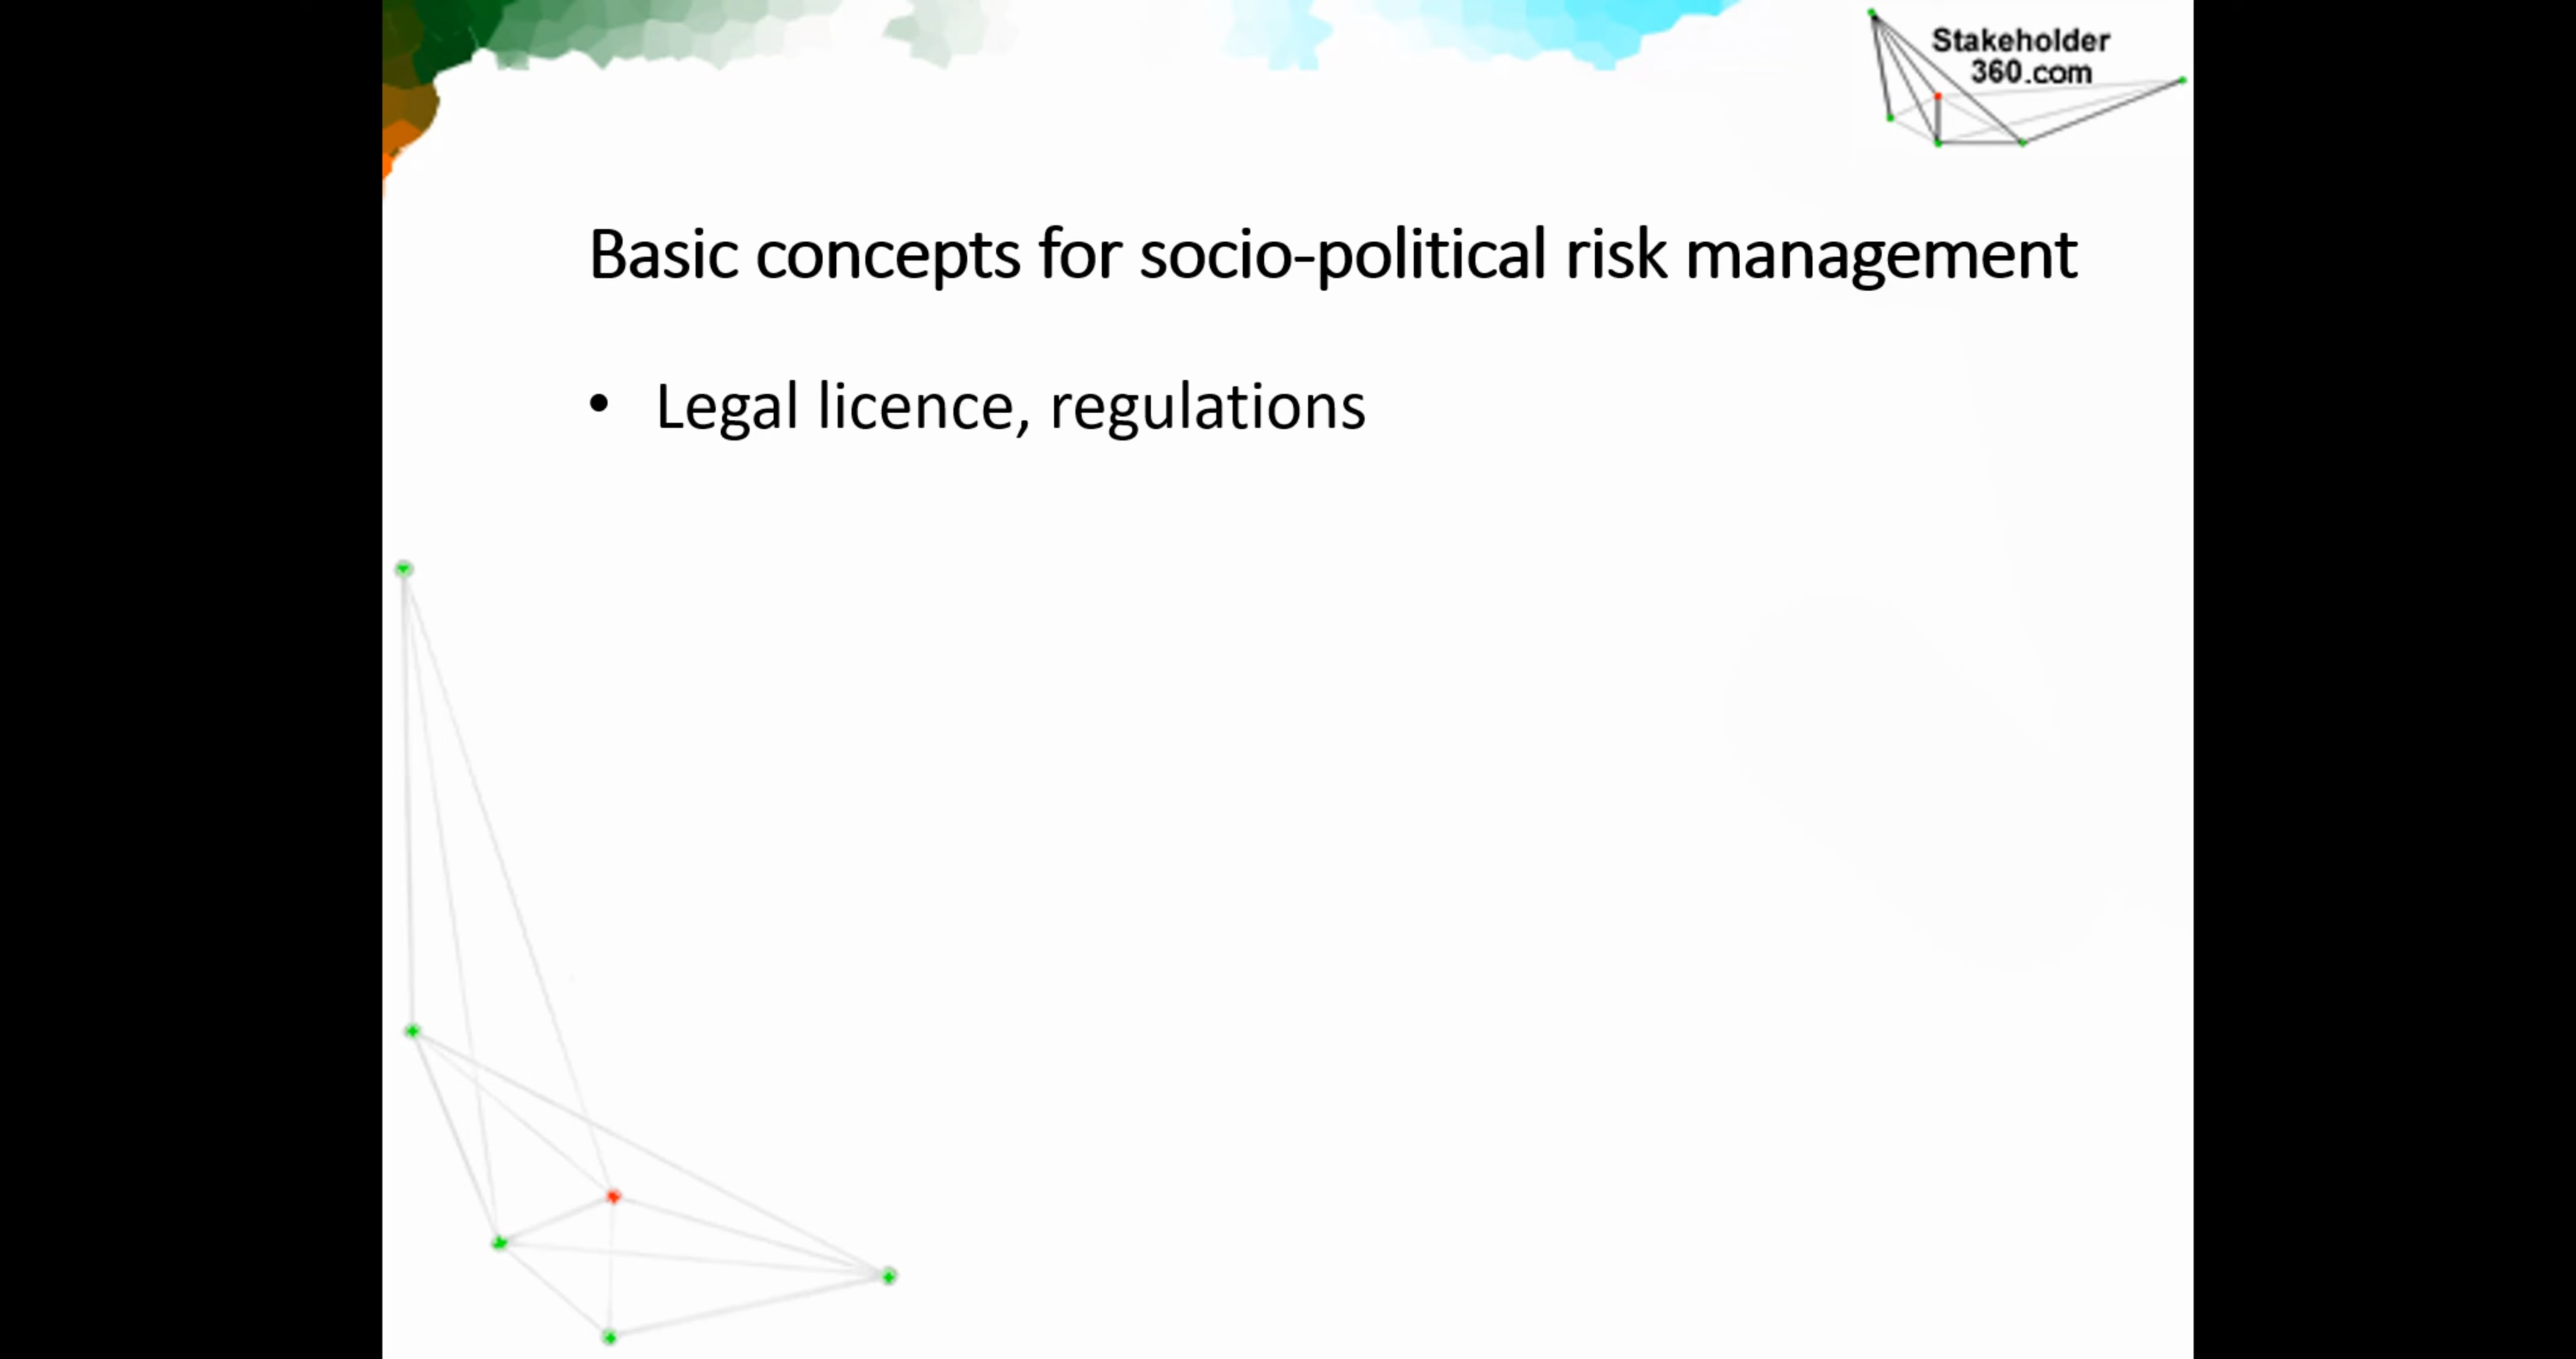 Stakeholder
360.com
Basic concepts for socio-political risk management
• Legal licence, regulations